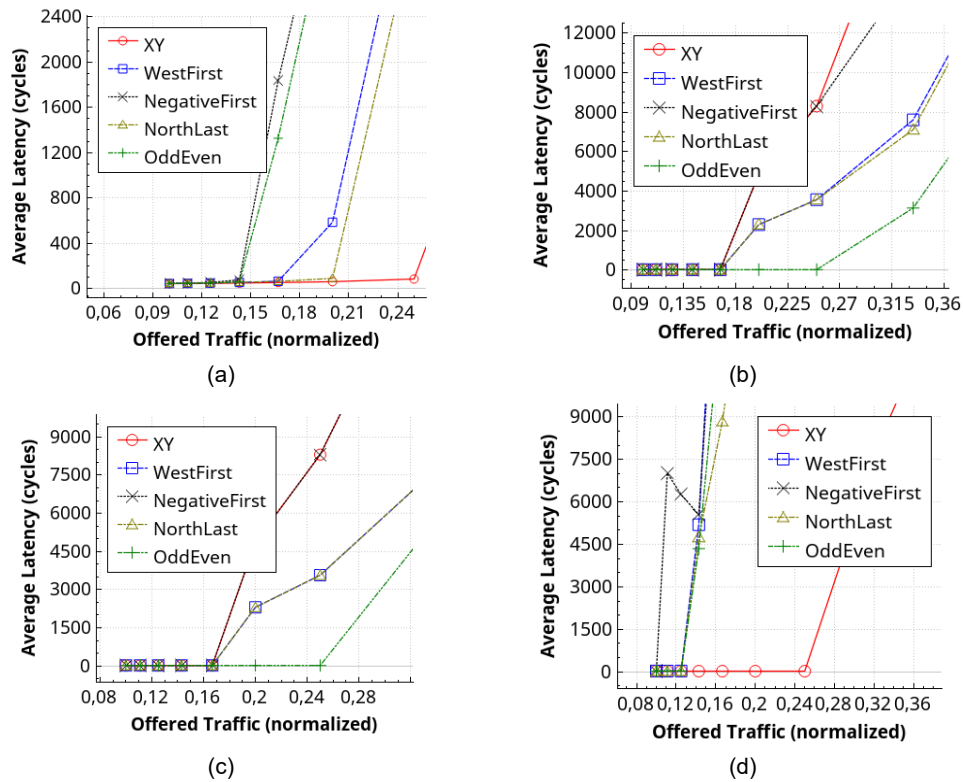 2400
2000
1600
1200
800
400
0
Average Latency (cycles)
XY
WestFirst
NegativeFirst
NorthLast
OddEven
0,06 0,09 0,12 0,15 0,18 0,21 0,24
Offered Traffic (normalized)
(a)
12000
10000
8000
6000
4000
2000
0
Average Latency (cycles)
XY
WestFirst
NegativeFirst
NorthLast
OddEven
0,09 0,135 0,18 0,225 0,27 0,315 0,36
Offered Traffic (normalized)
(b)
9000
7500
6000
4500
3000
1500
0
Average Latency (cycles)
XY
WestFirst
NegativeFirst
NorthLast
OddEven
0,08 0,12 0,16 0,2 0,24 0,28
Offered Traffic (normalized)
(c)
9000
7500
6000
4500
3000
1500
0
Average Latency (cycles)
XY
WestFirst
NegativeFirst
NorthLast
OddEven
0,08 0,12 0,16 0,2 0,24 0,28 0,32 0,36
Offered Traffic (normalized)
(d)